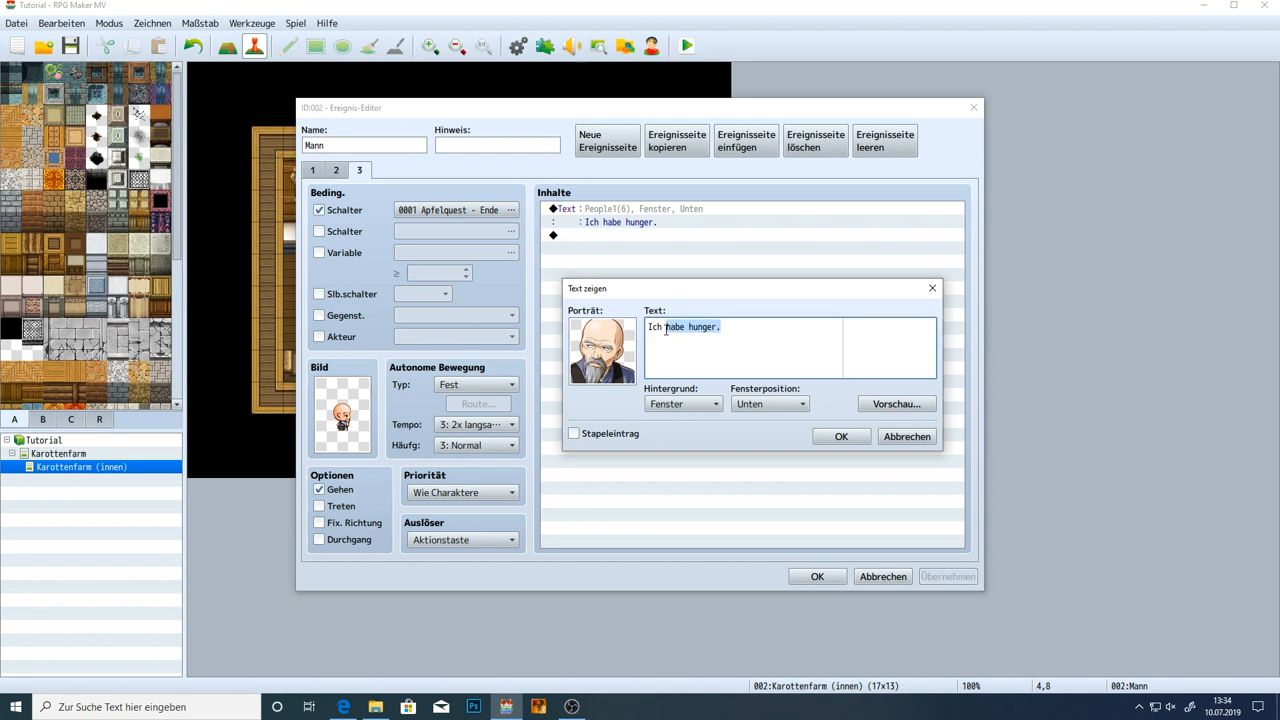 Tutorial - RPG Maker MV
Datei Bearbeiten Modus Zeichnen Maßstab Werkzeuge Spiel Hilfe
1:1
ID:002 - Ereignis-Editor
Name: Hinweis:
Mann
Neue Ereignisseite
Ereignisseite kopieren
Ereignisseite einfügen
Ereignisseite löschen
Ereignisseite leeren
1 2 3
Beding.
Schalter 0001 Apfelquest - Ende ...
Schalter ...
Variable ...
≥
Slb.schalter
Gegenst.
Akteur
Bild
Autonome Bewegung
Typ: Fest
Route...
Tempo: 3: 2x langsa...
Häufg: 3: Normal
Optionen
Gehen
Treten
Fix. Richtung
Durchgang
Priorität
Wie Charaktere
Auslöser
Aktionstaste
Inhalte
◆Text：People1(6), Fenster, Unten
：　　：Ich habe hunger.
◆
Text zeigen
Porträt: Text:
Ich habe hunger.
Hintergrund: Fensterposition:
Fenster Unten Vorschau...
Stapeleintrag OK Abbrechen
OK Abbrechen Übernehmen
A B C R
Tutorial
Karottenfarm
Karottenfarm (innen)
002:Karottenfarm (innen) (17x13) 100% 4,8 002:Mann
Zur Suche Text hier eingeben
Ps
13:34
10.07.2019